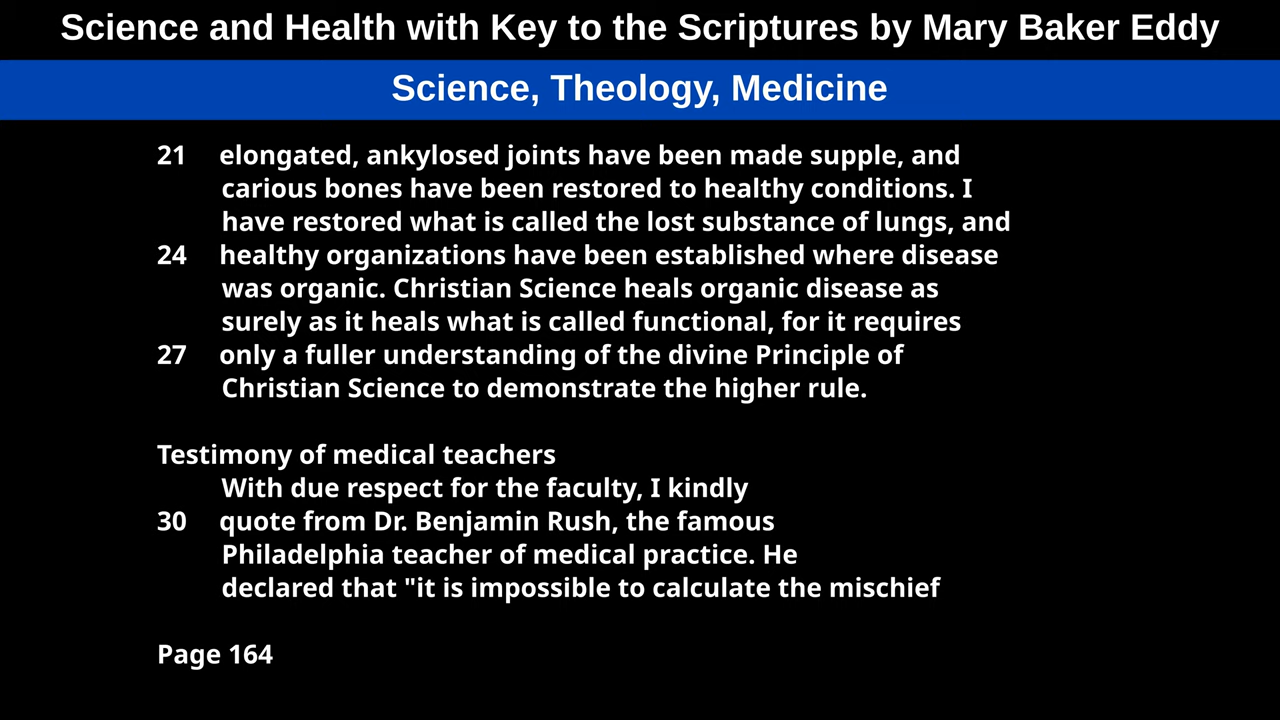 Science and Health with Key to the Scriptures by Mary Baker Eddy
Science, Theology, Medicine
21 elongated, ankylosed joints have been made supple, and
carious bones have been restored to healthy conditions. I
have restored what is called the lost substance of lungs, and
24 healthy organizations have been established where disease
was organic. Christian Science heals organic disease as
surely as it heals what is called functional, for it requires
27 only a fuller understanding of the divine Principle of
Christian Science to demonstrate the higher rule.
Testimony of medical teachers
With due respect for the faculty, I kindly
30 quote from Dr. Benjamin Rush, the famous
Philadelphia teacher of medical practice. He
declared that "it is impossible to calculate the mischief
Page 164